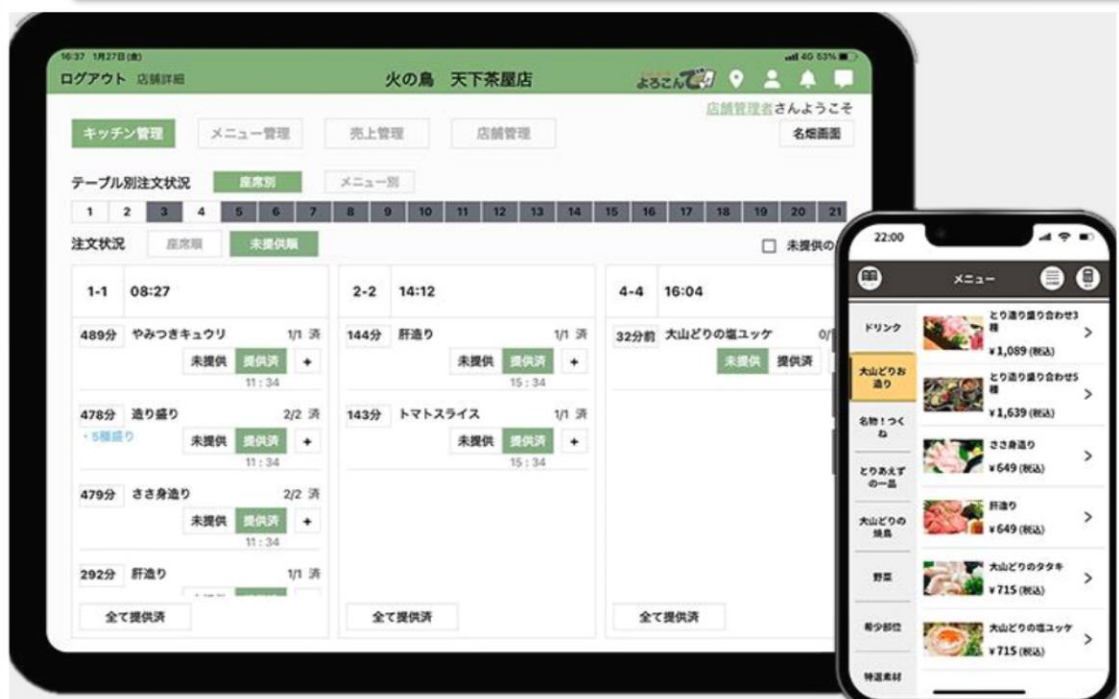 16:37 1月27日(金)
4G 53%
ログアウト 店舗詳細 火の鳥 天下茶屋店 よろこんで
店舗管理者さんようこそ
キッチン管理 メニュー管理 売上管理 店舗管理 名畑画面
テーブル別注文状況 座席別 メニュー別
1 2 3 4 5 6 7 8 9 10 11 12 13 14 15 16 17 18 19 20 21
注文状況 座席順 未提供順 未提供の
1-1 08:27
489分 やみつきキュウリ 1/1 済
未提供 提供済 +
11:34
478分 造り盛り 2/2 済
・5種盛り
未提供 提供済 +
11:34
479分 ささ身造り 2/2 済
未提供 提供済 +
11:34
292分 肝造り 1/1 済
全て提供済
2-2 14:12
144分 肝造り 1/1 済
未提供 提供済 +
15:34
143分 トマトスライス 1/1 済
未提供 提供済 +
15:34
全て提供済
4-4 16:04
32分前 大山どりの塩ユッケ 0/
未提供 提供済
全て提供済
22:00
メニュー
ドリンク
大山どりお
造り
名物!つく
ね
とりあえず
の一品
大山どりの
焼鳥
野菜
希少部位
特選素材
とり造り盛り合わせ3
種
¥1,089 (税込)
とり造り盛り合わせ5
種
¥1,639 (税込)
ささ身造り
¥649 (税込)
肝造り
¥649 (税込)
大山どりのタタキ
¥715 (税込)
大山どりの塩ユッケ
¥715 (税込)